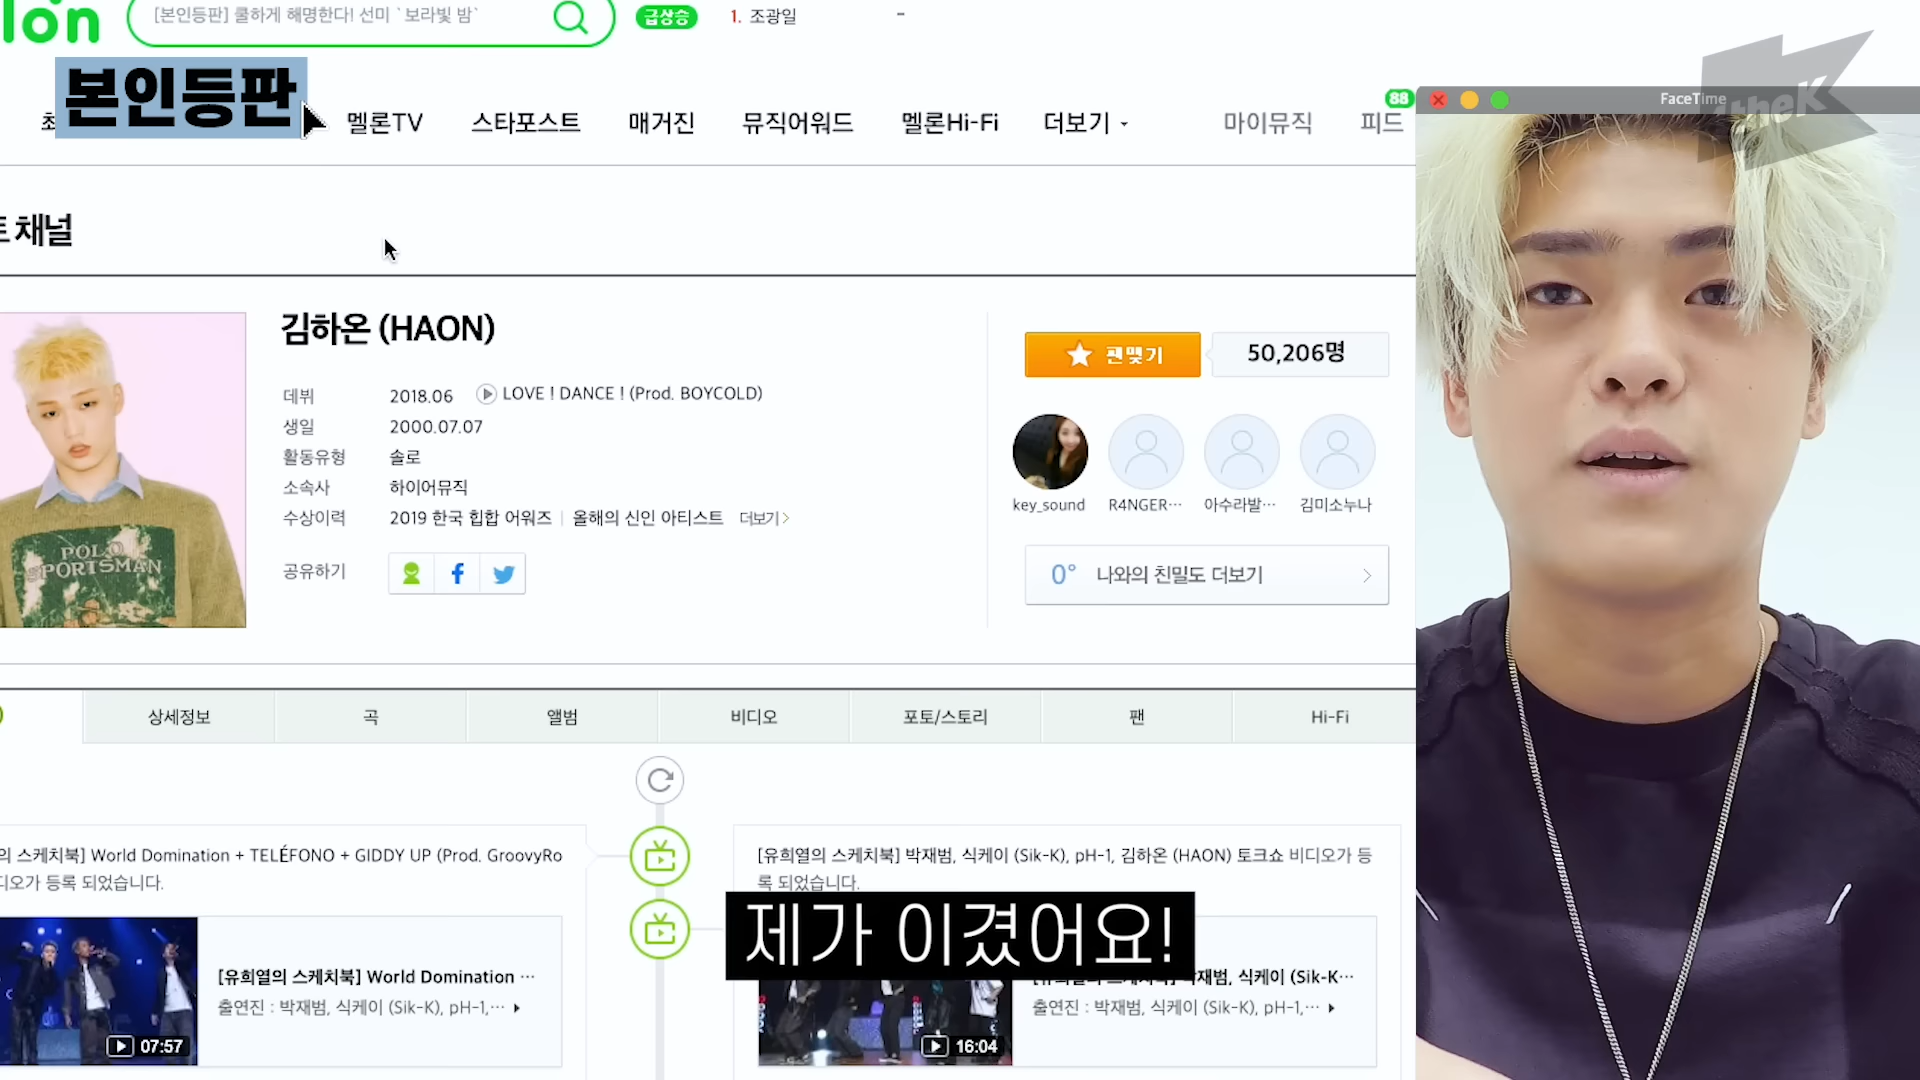 lon
[본인등판] 쿨하게 해명한다! 선미 `보라빛 밤`
급상승
1. 조광일
-
본인등판
최
멜론TV
스타포스트
매거진
뮤직어워드
멜론Hi-Fi
더보기
마이뮤직
피드
88
FaceTime
1theK
트 채널
김하온 (HAON)
데뷔
2018.06
LOVE ! DANCE ! (Prod. BOYCOLD)
생일
2000.07.07
활동유형
솔로
소속사
하이어뮤직
수상이력
2019 한국 힙합 어워즈 | 올해의 신인 아티스트
더보기 >
공유하기
팬맺기
50,206명
key_sound
R4NGER···
아수라발···
김미소누나
0° 나와의 친밀도 더보기
POLO
SPORTSMAN
상세정보
곡
앨범
비디오
포토/스토리
팬
Hi-Fi
의 스케치북] World Domination + TELÉFONO + GIDDY UP (Prod. GroovyRo
디오가 등록 되었습니다.
[유희열의 스케치북] World Domination ···
출연진 : 박재범, 식케이 (Sik-K), pH-1,···
07:57
[유희열의 스케치북] 박재범, 식케이 (Sik-K), pH-1, 김하온 (HAON) 토크쇼 비디오가 등
록 되었습니다.
제가 이겼어요!
[유희열의 스케치북] 박재범, 식케이 (Sik-K···
출연진 : 박재범, 식케이 (Sik-K), pH-1,···
16:04